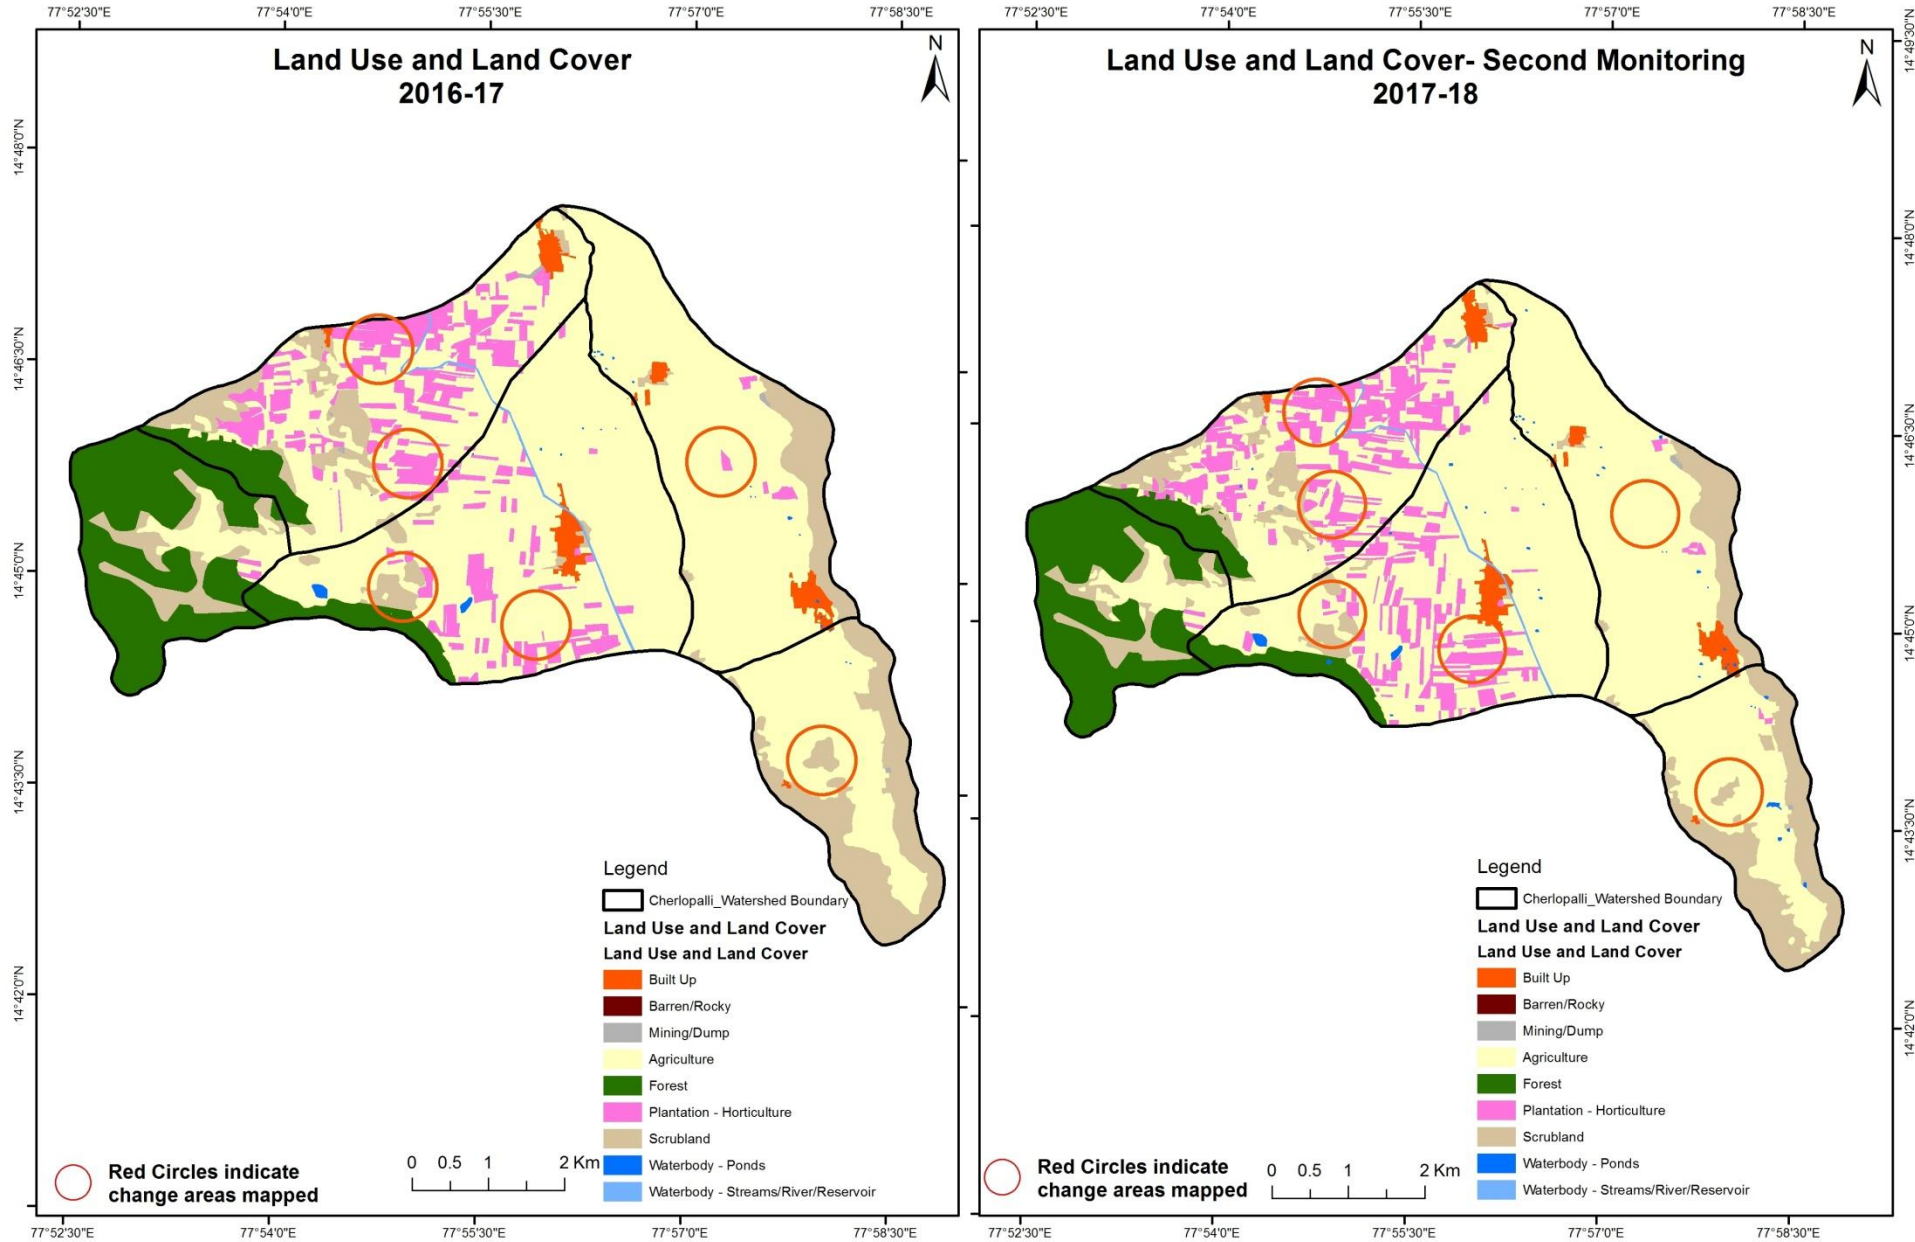 77°52'30"E 77°54'0"E 77°55'30"E 77°57'0"E 77°58'30"E
Land Use and Land Cover
2016-17
N
14°48'0"N
14°46'30"N
14°45'0"N
14°43'30"N
14°42'0"N
Legend
Cherlopalli_Watershed Boundary
Land Use and Land Cover
Land Use and Land Cover
Built Up
Barren/Rocky
Mining/Dump
Agriculture
Forest
Plantation - Horticulture
Scrubland
Waterbody - Ponds
Waterbody - Streams/River/Reservoir
Red Circles indicate
change areas mapped
0 0.5 1 2 Km
77°52'30"E 77°54'0"E 77°55'30"E 77°57'0"E 77°58'30"E
77°52'30"E 77°54'0"E 77°55'30"E 77°57'0"E 77°58'30"E
Land Use and Land Cover- Second Monitoring
2017-18
N
14°49'30"N
14°48'0"N
14°46'30"N
14°45'0"N
14°43'30"N
14°42'0"N
Legend
Cherlopalli_Watershed Boundary
Land Use and Land Cover
Land Use and Land Cover
Built Up
Barren/Rocky
Mining/Dump
Agriculture
Forest
Plantation - Horticulture
Scrubland
Waterbody - Ponds
Waterbody - Streams/River/Reservoir
Red Circles indicate
change areas mapped
0 0.5 1 2 Km
77°52'30"E 77°54'0"E 77°55'30"E 77°57'0"E 77°58'30"E